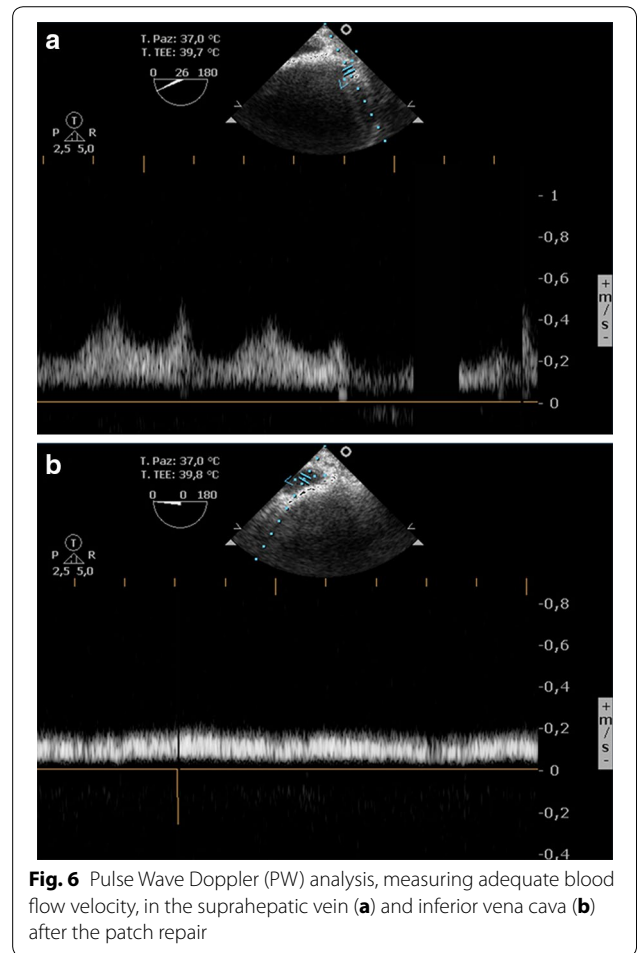 a
T. Paz: 37,0 °C
T. TEE: 39,7 °C
0 26 180
T
P R
2,5 5,0
- 1
-0,8
-0,6
-0,4
-0,2
- 0
+
m
/
s
-
b
T. Paz: 37,0 °C
T. TEE: 39,8 °C
0 0 180
T
P R
2,5 5,0
-0,8
-0,6
-0,4
-0,2
- 0
-0,2
-0,4
+
m
/
s
-
Fig. 6 Pulse Wave Doppler (PW) analysis, measuring adequate blood
flow velocity, in the suprahepatic vein (a) and inferior vena cava (b)
after the patch repair